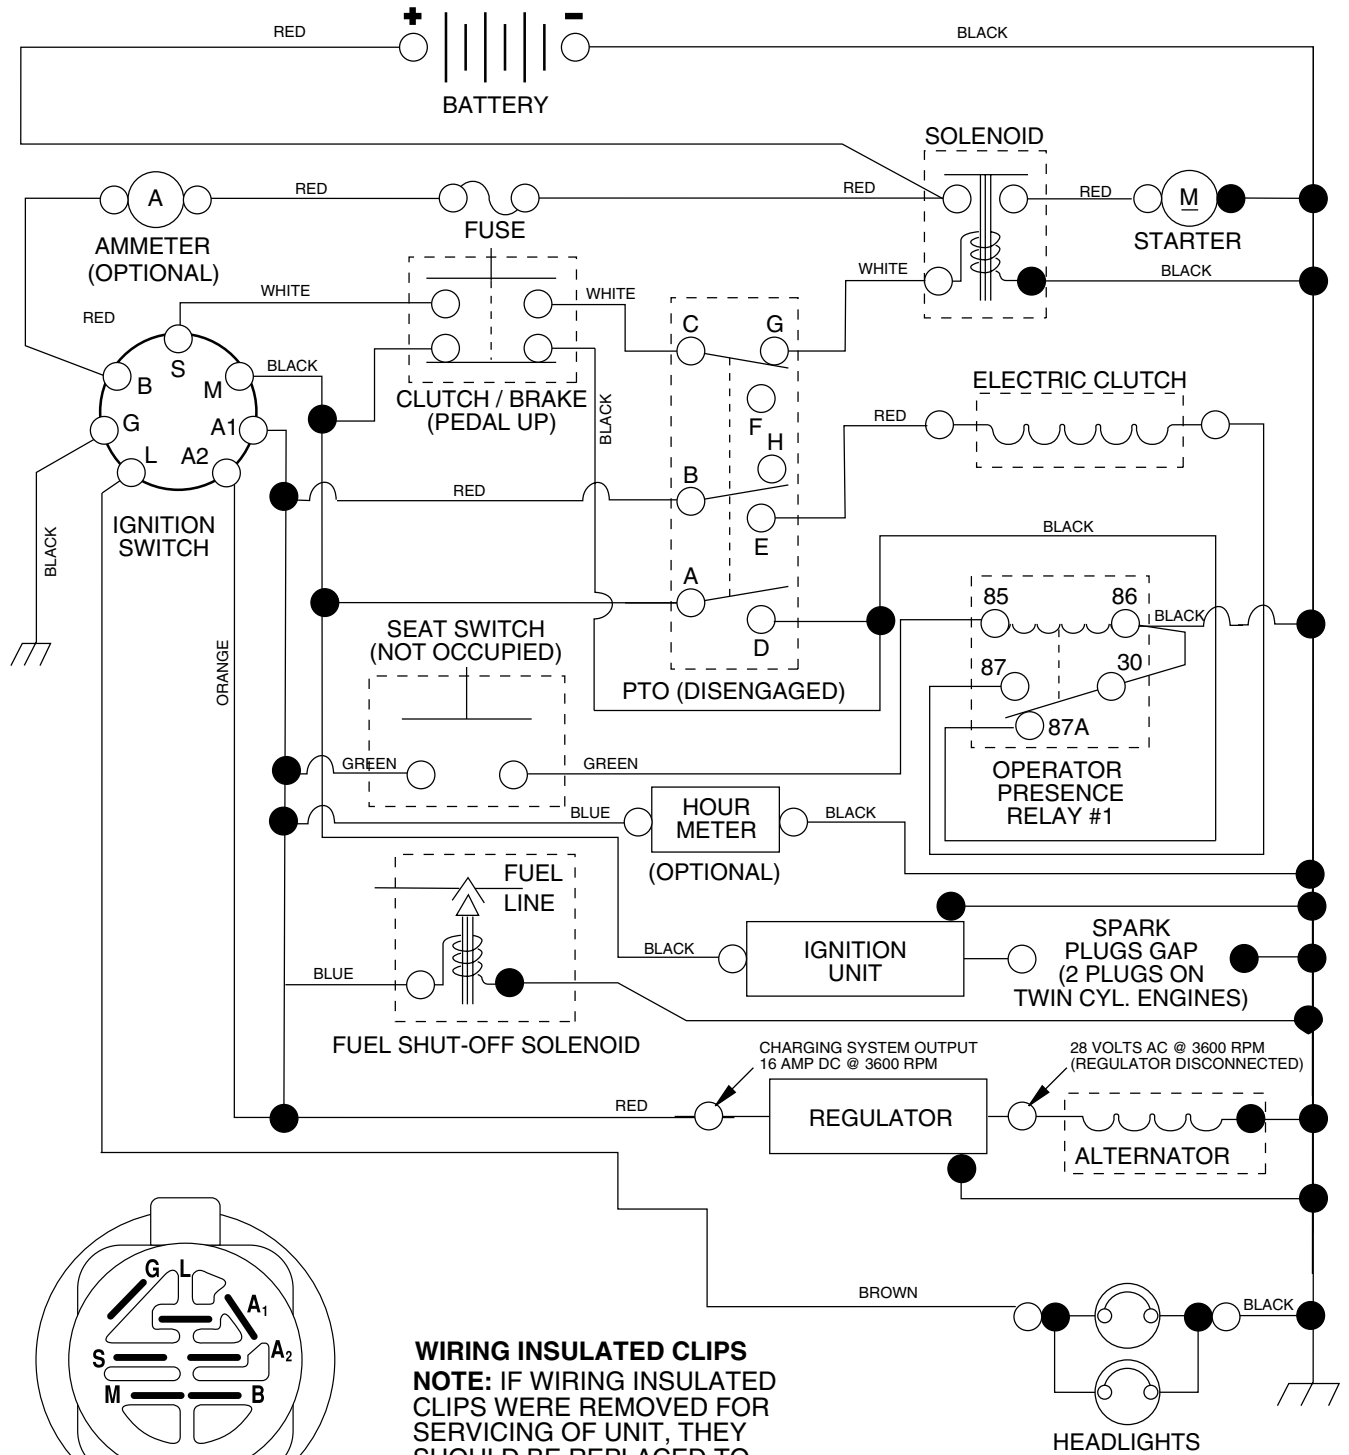 +
−
RED
BLACK
BATTERY
SOLENOID
A
RED
RED
RED
M
FUSE
STARTER
AMMETER
(OPTIONAL)
WHITE
BLACK
WHITE
WHITE
RED
C
G
S
B
M
BLACK
ELECTRIC CLUTCH
CLUTCH / BRAKE
(PEDAL UP)
BLACK
F
RED
G
A1
H
L
A2
B
RED
IGNITION
SWITCH
E
BLACK
BLACK
A
85
86
BLACK
SEAT SWITCH
(NOT OCCUPIED)
D
ORANGE
87
30
PTO (DISENGAGED)
87A
GREEN
GREEN
OPERATOR
PRESENCE
RELAY #1
BLUE
HOUR
METER
BLACK
(OPTIONAL)
FUEL
LINE
SPARK
PLUGS GAP
(2 PLUGS ON
TWIN CYL. ENGINES)
BLACK
IGNITION
UNIT
BLUE
FUEL SHUT-OFF SOLENOID
CHARGING SYSTEM OUTPUT
16 AMP DC @ 3600 RPM
28 VOLTS AC @ 3600 RPM
(REGULATOR DISCONNECTED)
RED
REGULATOR
ALTERNATOR
G
L
A1
S
A2
M
B
BROWN
BLACK
HEADLIGHTS
WIRING INSULATED CLIPS
NOTE: IF WIRING INSULATED
CLIPS WERE REMOVED FOR
SERVICING OF UNIT, THEY
SHOULD BE REPLACED TO